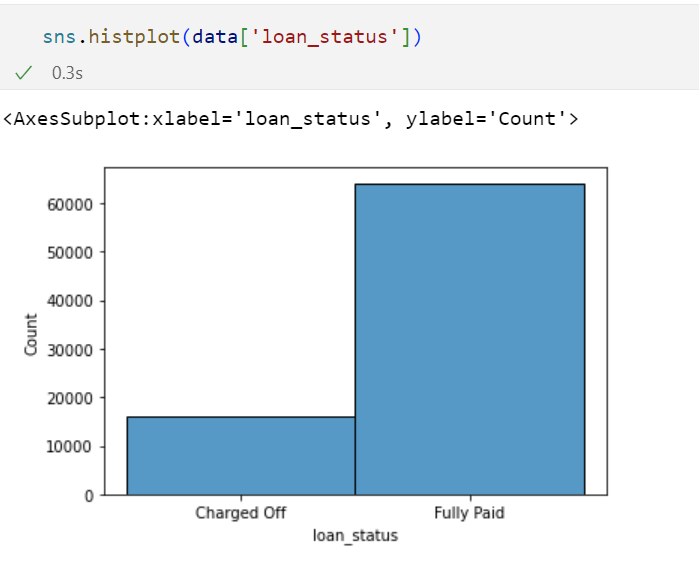 sns.histplot(data['loan_status'])
✓ 0.3s
<AxesSubplot:xlabel='loan_status', ylabel='Count'>
60000
50000
40000
30000
20000
10000
0
Count
Charged Off Fully Paid
loan_status